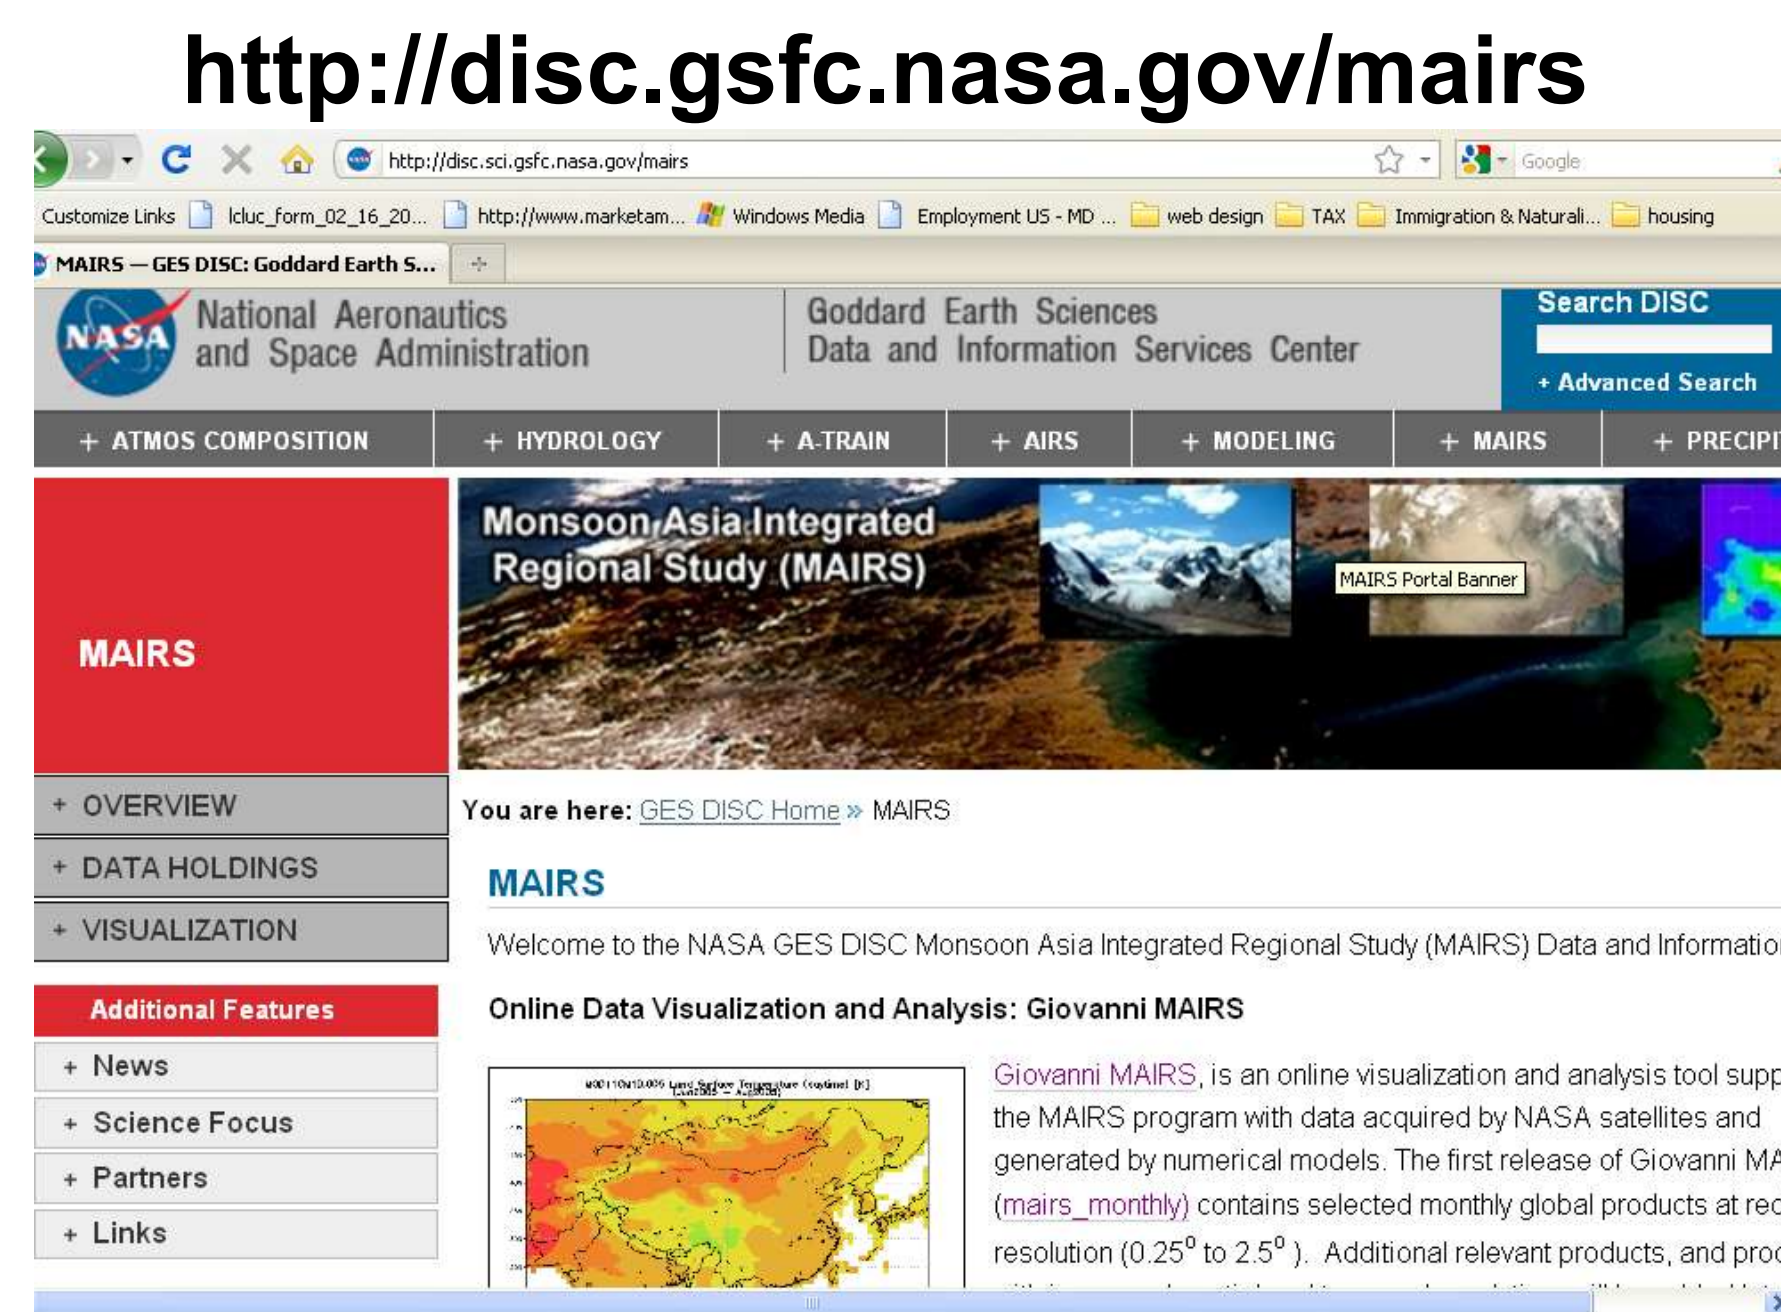 http://disc.gsfc.nasa.gov/mairs
http://disc.sci.gsfc.nasa.gov/mairs
Google
Customize Links lcluc_form_02_16_20... http://www.marketam... Windows Media Employment US - MD ... web design TAX Immigration & Naturali... housing
MAIRS — GES DISC: Goddard Earth S...
NASA
National Aeronautics
and Space Administration
Goddard Earth Sciences
Data and Information Services Center
Search DISC
+ Advanced Search
+ ATMOS COMPOSITION + HYDROLOGY + A-TRAIN + AIRS + MODELING + MAIRS + PRECIPI
Monsoon Asia Integrated
Regional Study (MAIRS)
MAIRS Portal Banner
MAIRS
+ OVERVIEW
+ DATA HOLDINGS
+ VISUALIZATION
Additional Features
+ News
+ Science Focus
+ Partners
+ Links
You are here: GES DISC Home » MAIRS
MAIRS
Welcome to the NASA GES DISC Monsoon Asia Integrated Regional Study (MAIRS) Data and Informatio
Online Data Visualization and Analysis: Giovanni MAIRS
Land Surface Temperature (daytime) [K]
Giovanni MAIRS, is an online visualization and analysis tool supp
the MAIRS program with data acquired by NASA satellites and
generated by numerical models. The first release of Giovanni MA
(mairs_monthly) contains selected monthly global products at
resolution (0.25⁰ to 2.5⁰ ). Additional relevant products, and